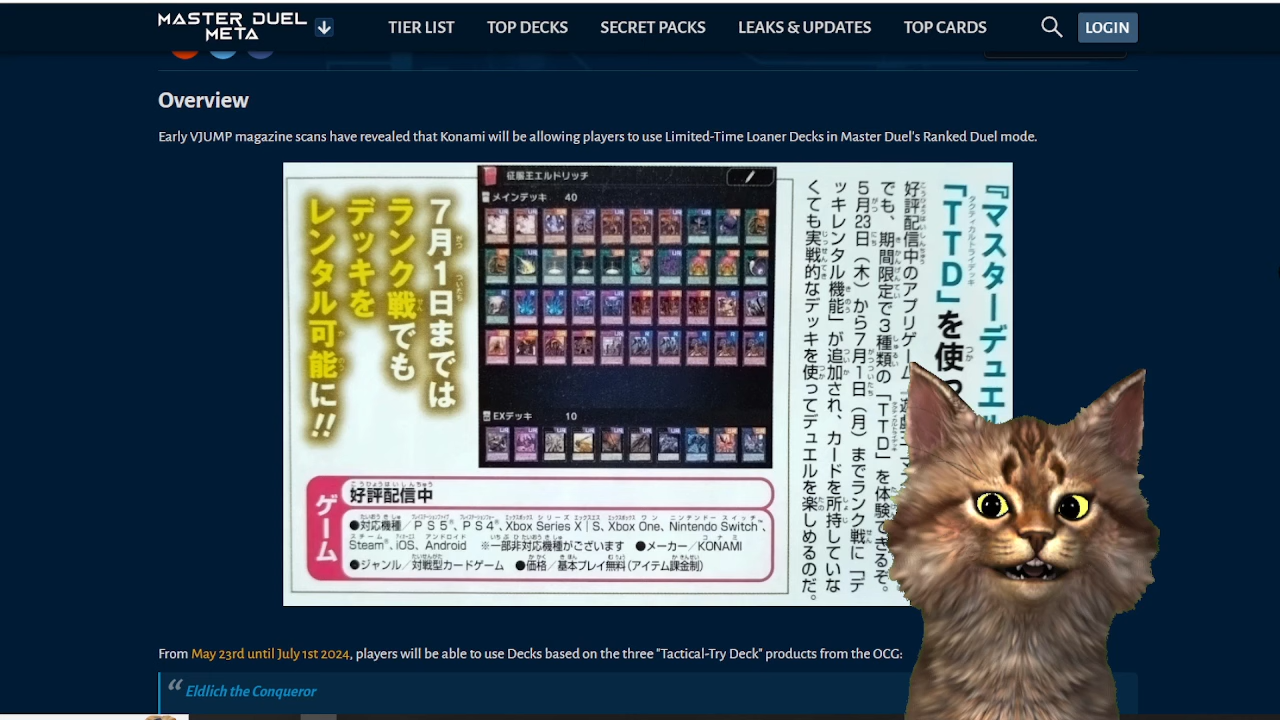 MASTER DUEL
META
TIER LIST
TOP DECKS
SECRET PACKS
LEAKS & UPDATES
TOP CARDS
LOGIN
Overview
Early VJUMP magazine scans have revealed that Konami will be allowing players to use Limited-Time Loaner Decks in Master Duel's Ranked Duel mode.
『マスターデュエル
「TTD」を使っ
好評配信中のアプリゲーム『遊
でも、期間限定で3種類の「TTD」を体験できるぞ。
5月23日（木）から7月1日（月）までランク戦に「デ
ッキレンタル機能」が追加され、カードを所持していな
くても実戦的なデッキを使ってデュエルを楽しめるのだ。
征服王エルドリッチ
メインデッキ 40
EXデッキ 10
7月1日までは
ランク戦でも
デッキを
レンタル可能に!!
ゲーム
好評配信中
●対応機種／PS5®、PS4®、Xbox Series X|S、Xbox One、Nintendo Switch™、
Steam®、iOS、Android ※一部非対応機種がございます ●メーカー／KONAMI
●ジャンル／対戦型カードゲーム ●価格／基本プレイ無料（アイテム課金制）
From May 23rd until July 1st 2024, players will be able to use Decks based on the three "Tactical-Try Deck" products from the OCG:
“ Eldlich the Conqueror